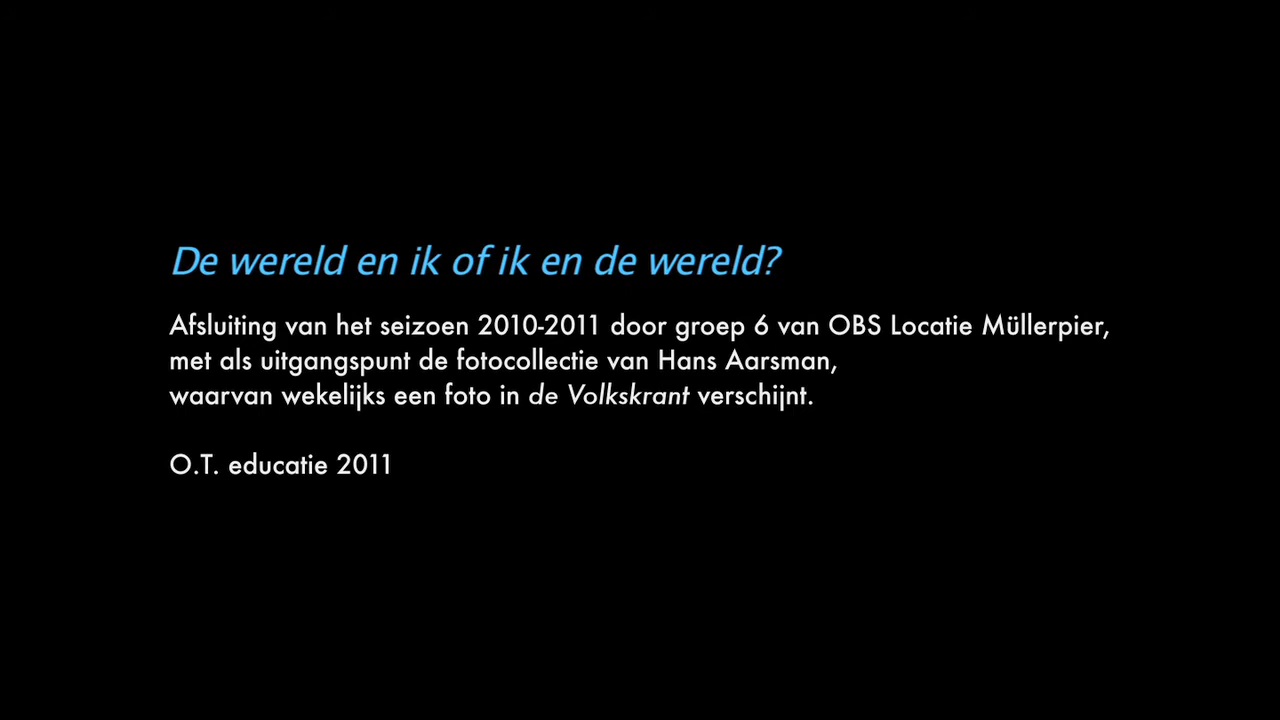 De wereld en ik of ik en de wereld?
Afsluiting van het seizoen 2010-2011 door groep 6 van OBS Locatie Müllerpier,
met als uitgangspunt de fotocollectie van Hans Aarsman,
waarvan wekelijks een foto in de Volkskrant verschijnt.
O.T. educatie 2011